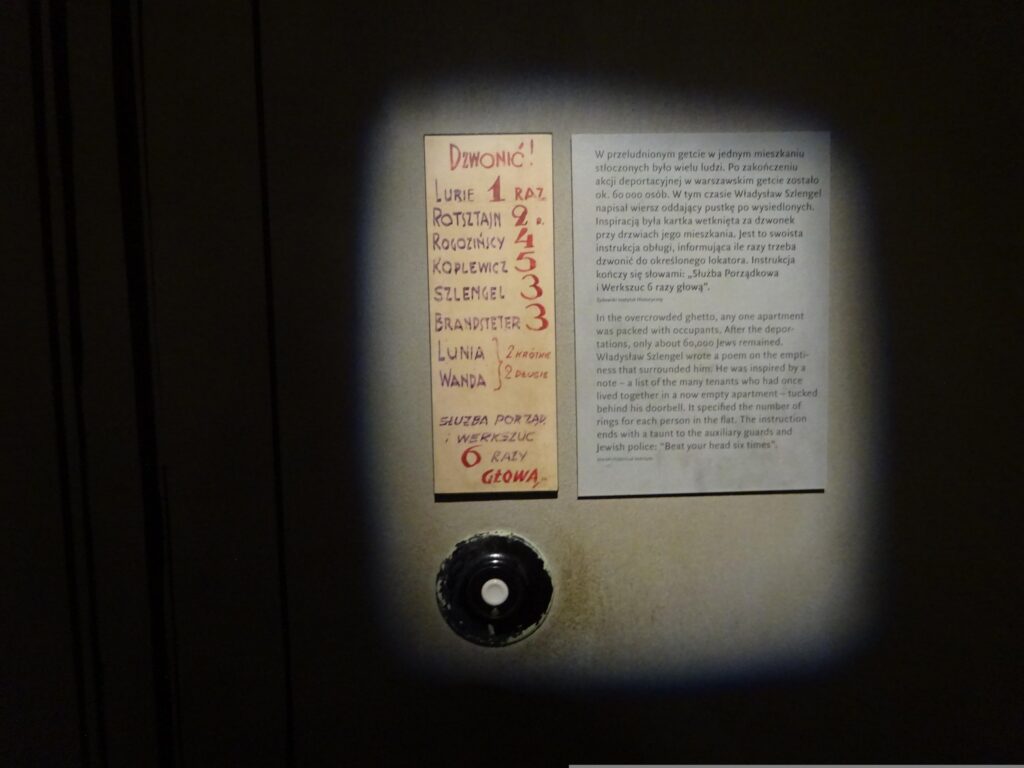 Dzwonić!
Lurie 1 raz
Rotsztajn 2 „
Rogozińscy 4
Koplewicz 5
Szlengel 3
Brandsteter 3
Lunia } 2 krótkie
Wanda } 2 długie
Służba Porząd.
i Werkszuc
6 razy
głową„
W przeludnionym getcie w jednym mieszkaniu
stłoczonych było wielu ludzi. Po zakończeniu
akcji deportacyjnej w warszawskim getcie zostało
ok. 60 000 osób. W tym czasie Władysław Szlengel
napisał wiersz oddający pustkę po wysiedlonych.
Inspiracją była kartka wetknięta za dzwonek
przy drzwiach jego mieszkania. Jest to swoista
instrukcja obługi, informująca ile razy trzeba
dzwonić do określonego lokatora. Instrukcja
kończy się słowami: „Służba Porządkowa
i Werkszuc 6 razy głową”.
Żydowski Instytut Historyczny
In the overcrowded ghetto, any one apartment
was packed with occupants. After the depor-
tations, only about 60,000 Jews remained.
Władysław Szlengel wrote a poem on the empti-
ness that surrounded him. He was inspired by a
note – a list of the many tenants who had once
lived together in a now empty apartment – tucked
behind his doorbell. It specified the number of
rings for each person in the flat. The instruction
ends with a taunt to the auxiliary guards and
Jewish police: “Beat your head six times”.